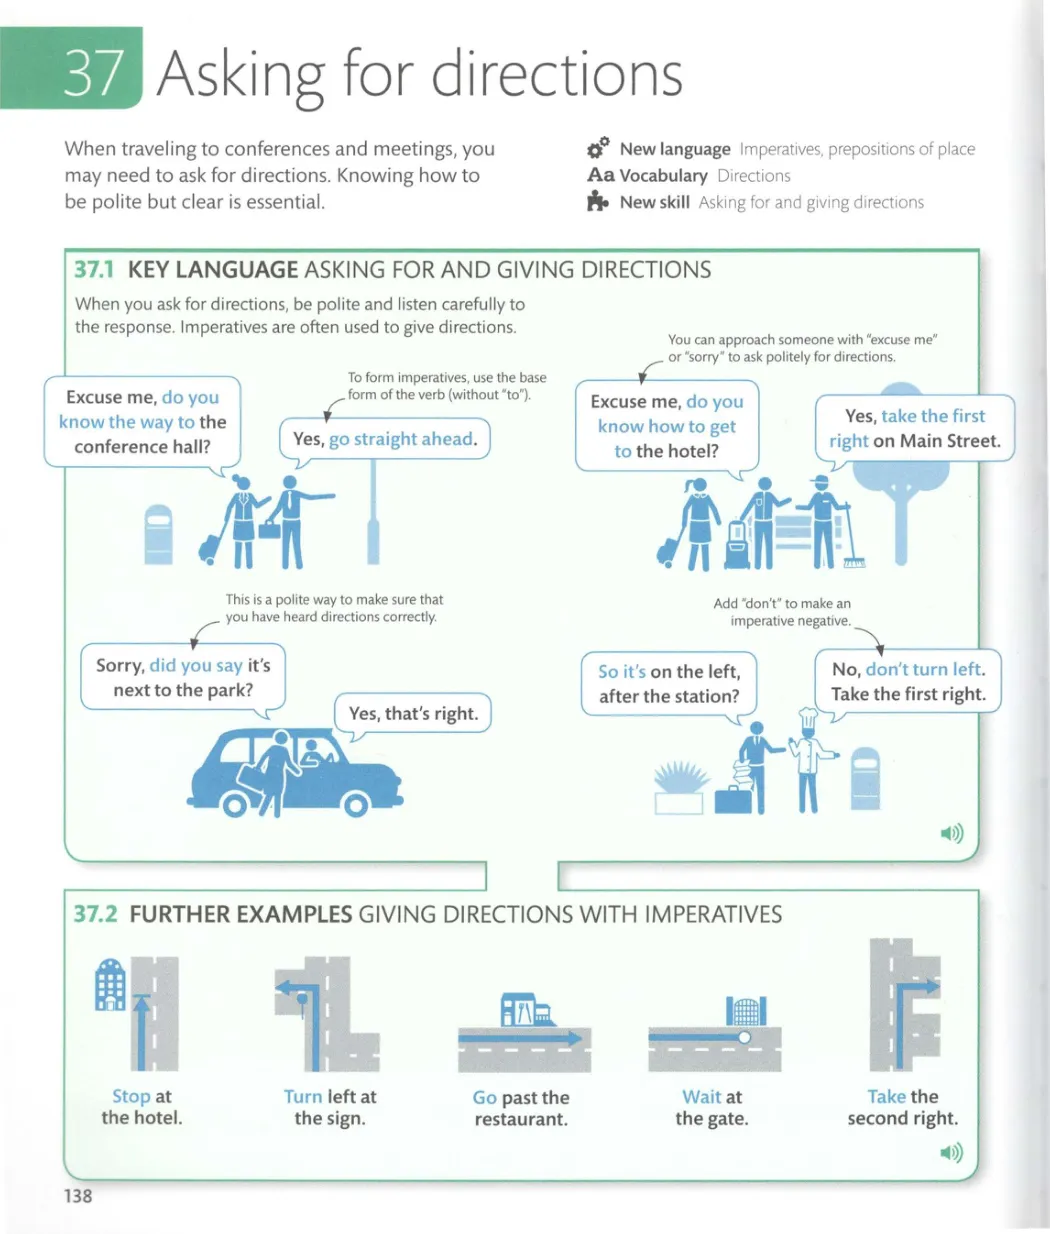 37 Asking for directions
When traveling to conferences and meetings, you
may need to ask for directions. Knowing how to
be polite but clear is essential.
New language Imperatives, prepositions of place
Aa Vocabulary Directions
New skill Asking for and giving directions
37.1 KEY LANGUAGE ASKING FOR AND GIVING DIRECTIONS
When you ask for directions, be polite and listen carefully to
the response. Imperatives are often used to give directions.
To form imperatives, use the base
form of the verb (without "to").
Excuse me, do you
know the way to the
conference hall?
Yes, go straight ahead.
You can approach someone with "excuse me"
or "sorry" to ask politely for directions.
Excuse me, do you
know how to get
to the hotel?
Yes, take the first
right on Main Street.
This is a polite way to make sure that
you have heard directions correctly.
Sorry, did you say it's
next to the park?
Yes, that's right.
Add "don't" to make an
imperative negative.
So it's on the left,
after the station?
No, don't turn left.
Take the first right.
37.2 FURTHER EXAMPLES GIVING DIRECTIONS WITH IMPERATIVES
Stop at
the hotel.
Turn left at
the sign.
Go past the
restaurant.
Wait at
the gate.
Take the
second right.
138